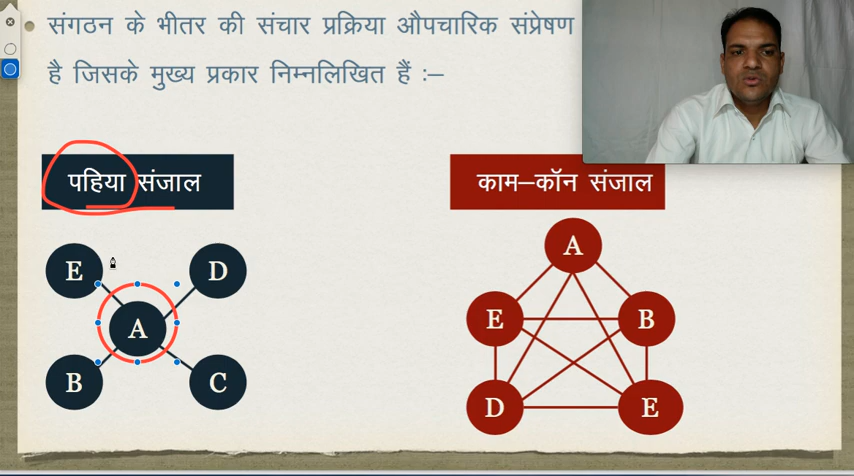 संगठन के भीतर की संचार प्रक्रिया औपचारिक संप्रेषण
है जिसके मुख्य प्रकार निम्नलिखित हैं :–
पहिया संजाल
काम–कॉन संजाल
E
D
A
B
C
A
E
B
D
E